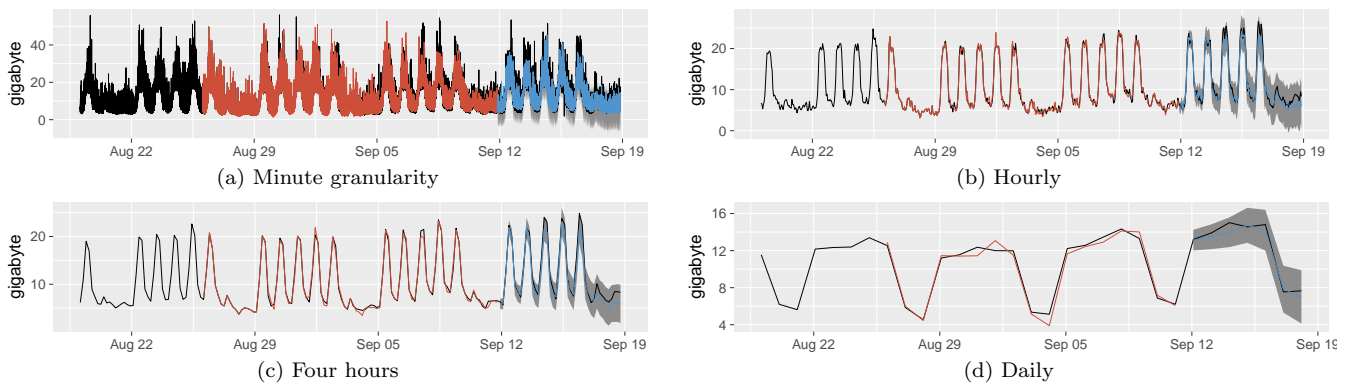 gigabyte
40
20
0
Aug 22 Aug 29 Sep 05 Sep 12 Sep 19
(a) Minute granularity
gigabyte
20
10
0
Aug 22 Aug 29 Sep 05 Sep 12 Sep 19
(b) Hourly
gigabyte
20
10
Aug 22 Aug 29 Sep 05 Sep 12 Sep 19
(c) Four hours
gigabyte
16
12
8
4
Aug 22 Aug 29 Sep 05 Sep 12 Sep 19
(d) Daily